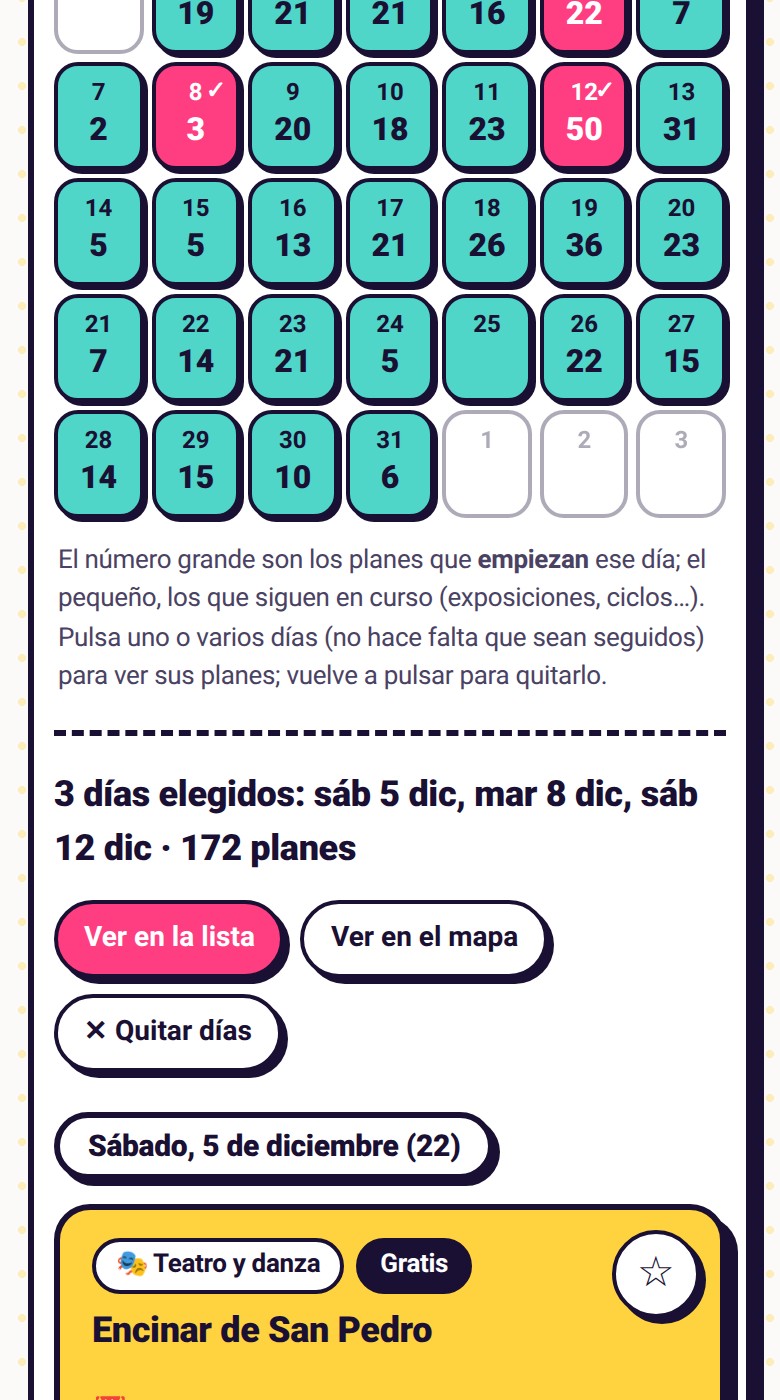 19 21 21 16 22 7
7 8 ✓ 9 10 11 12✓ 13
2 3 20 18 23 50 31
14 15 16 17 18 19 20
5 5 13 21 26 36 23
21 22 23 24 25 26 27
7 14 21 5 22 15
28 29 30 31 1 2 3
14 15 10 6
El número grande son los planes que empiezan ese día; el
pequeño, los que siguen en curso (exposiciones, ciclos…).
Pulsa uno o varios días (no hace falta que sean seguidos)
para ver sus planes; vuelve a pulsar para quitarlo.
3 días elegidos: sáb 5 dic, mar 8 dic, sáb
12 dic · 172 planes
Ver en la lista Ver en el mapa
✕ Quitar días
Sábado, 5 de diciembre (22)
🎭 Teatro y danza Gratis ☆
Encinar de San Pedro